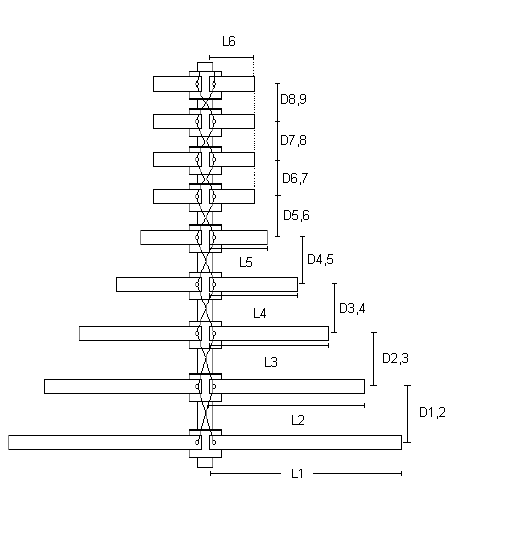 L6
D8,9
D7,8
D6,7
D5,6
L5
D4,5
L4
D3,4
L3
D2,3
L2
D1,2
L1